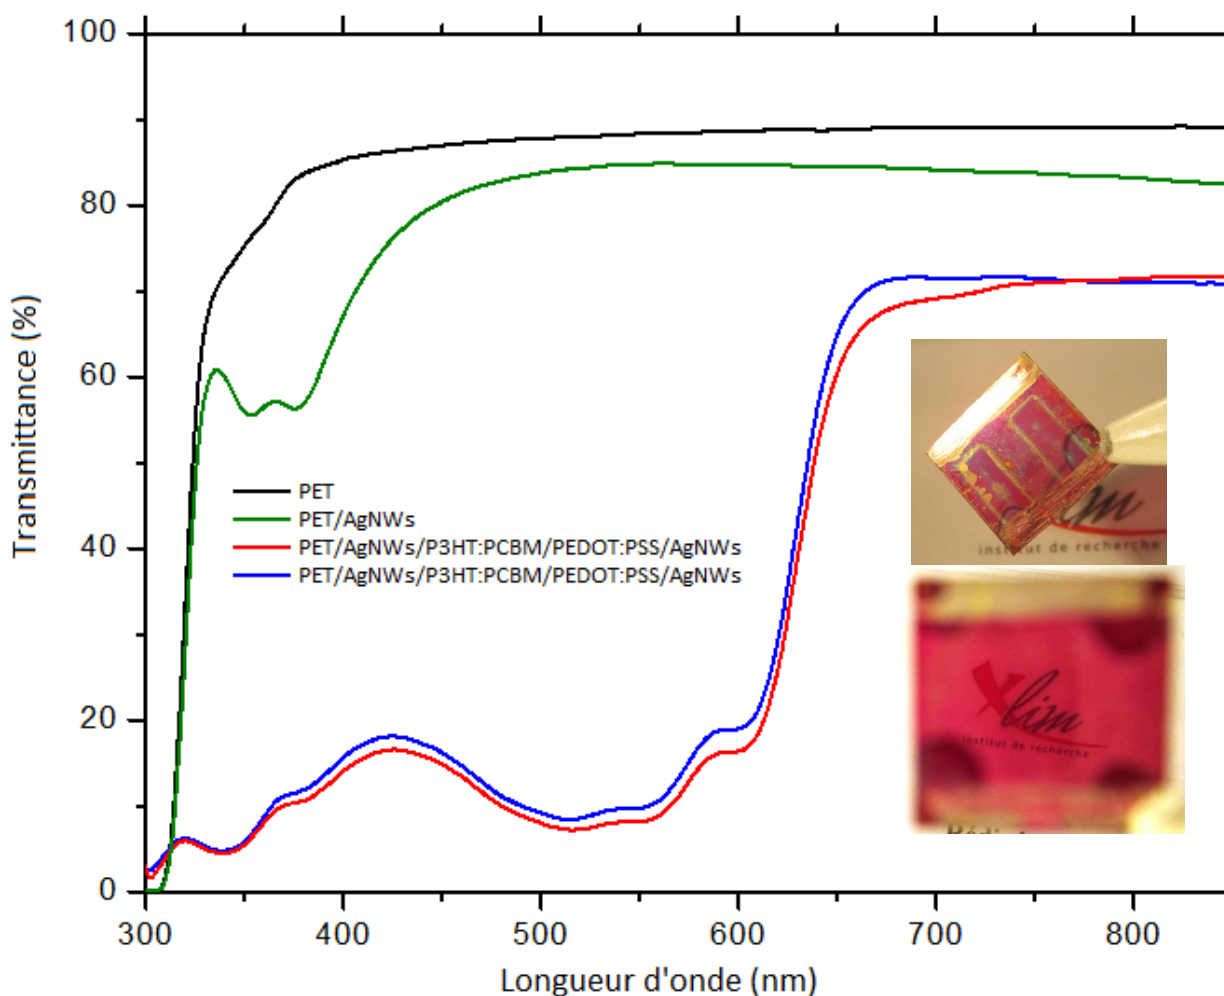 100
80
60
40
20
0
Transmittance (%)
PET
PET/AgNWs
PET/AgNWs/P3HT:PCBM/PEDOT:PSS/AgNWs
PET/AgNWs/P3HT:PCBM/PEDOT:PSS/AgNWs
lim
institut de recherche
Xlim
institut de recherche
300 400 500 600 700 800
Longueur d'onde (nm)